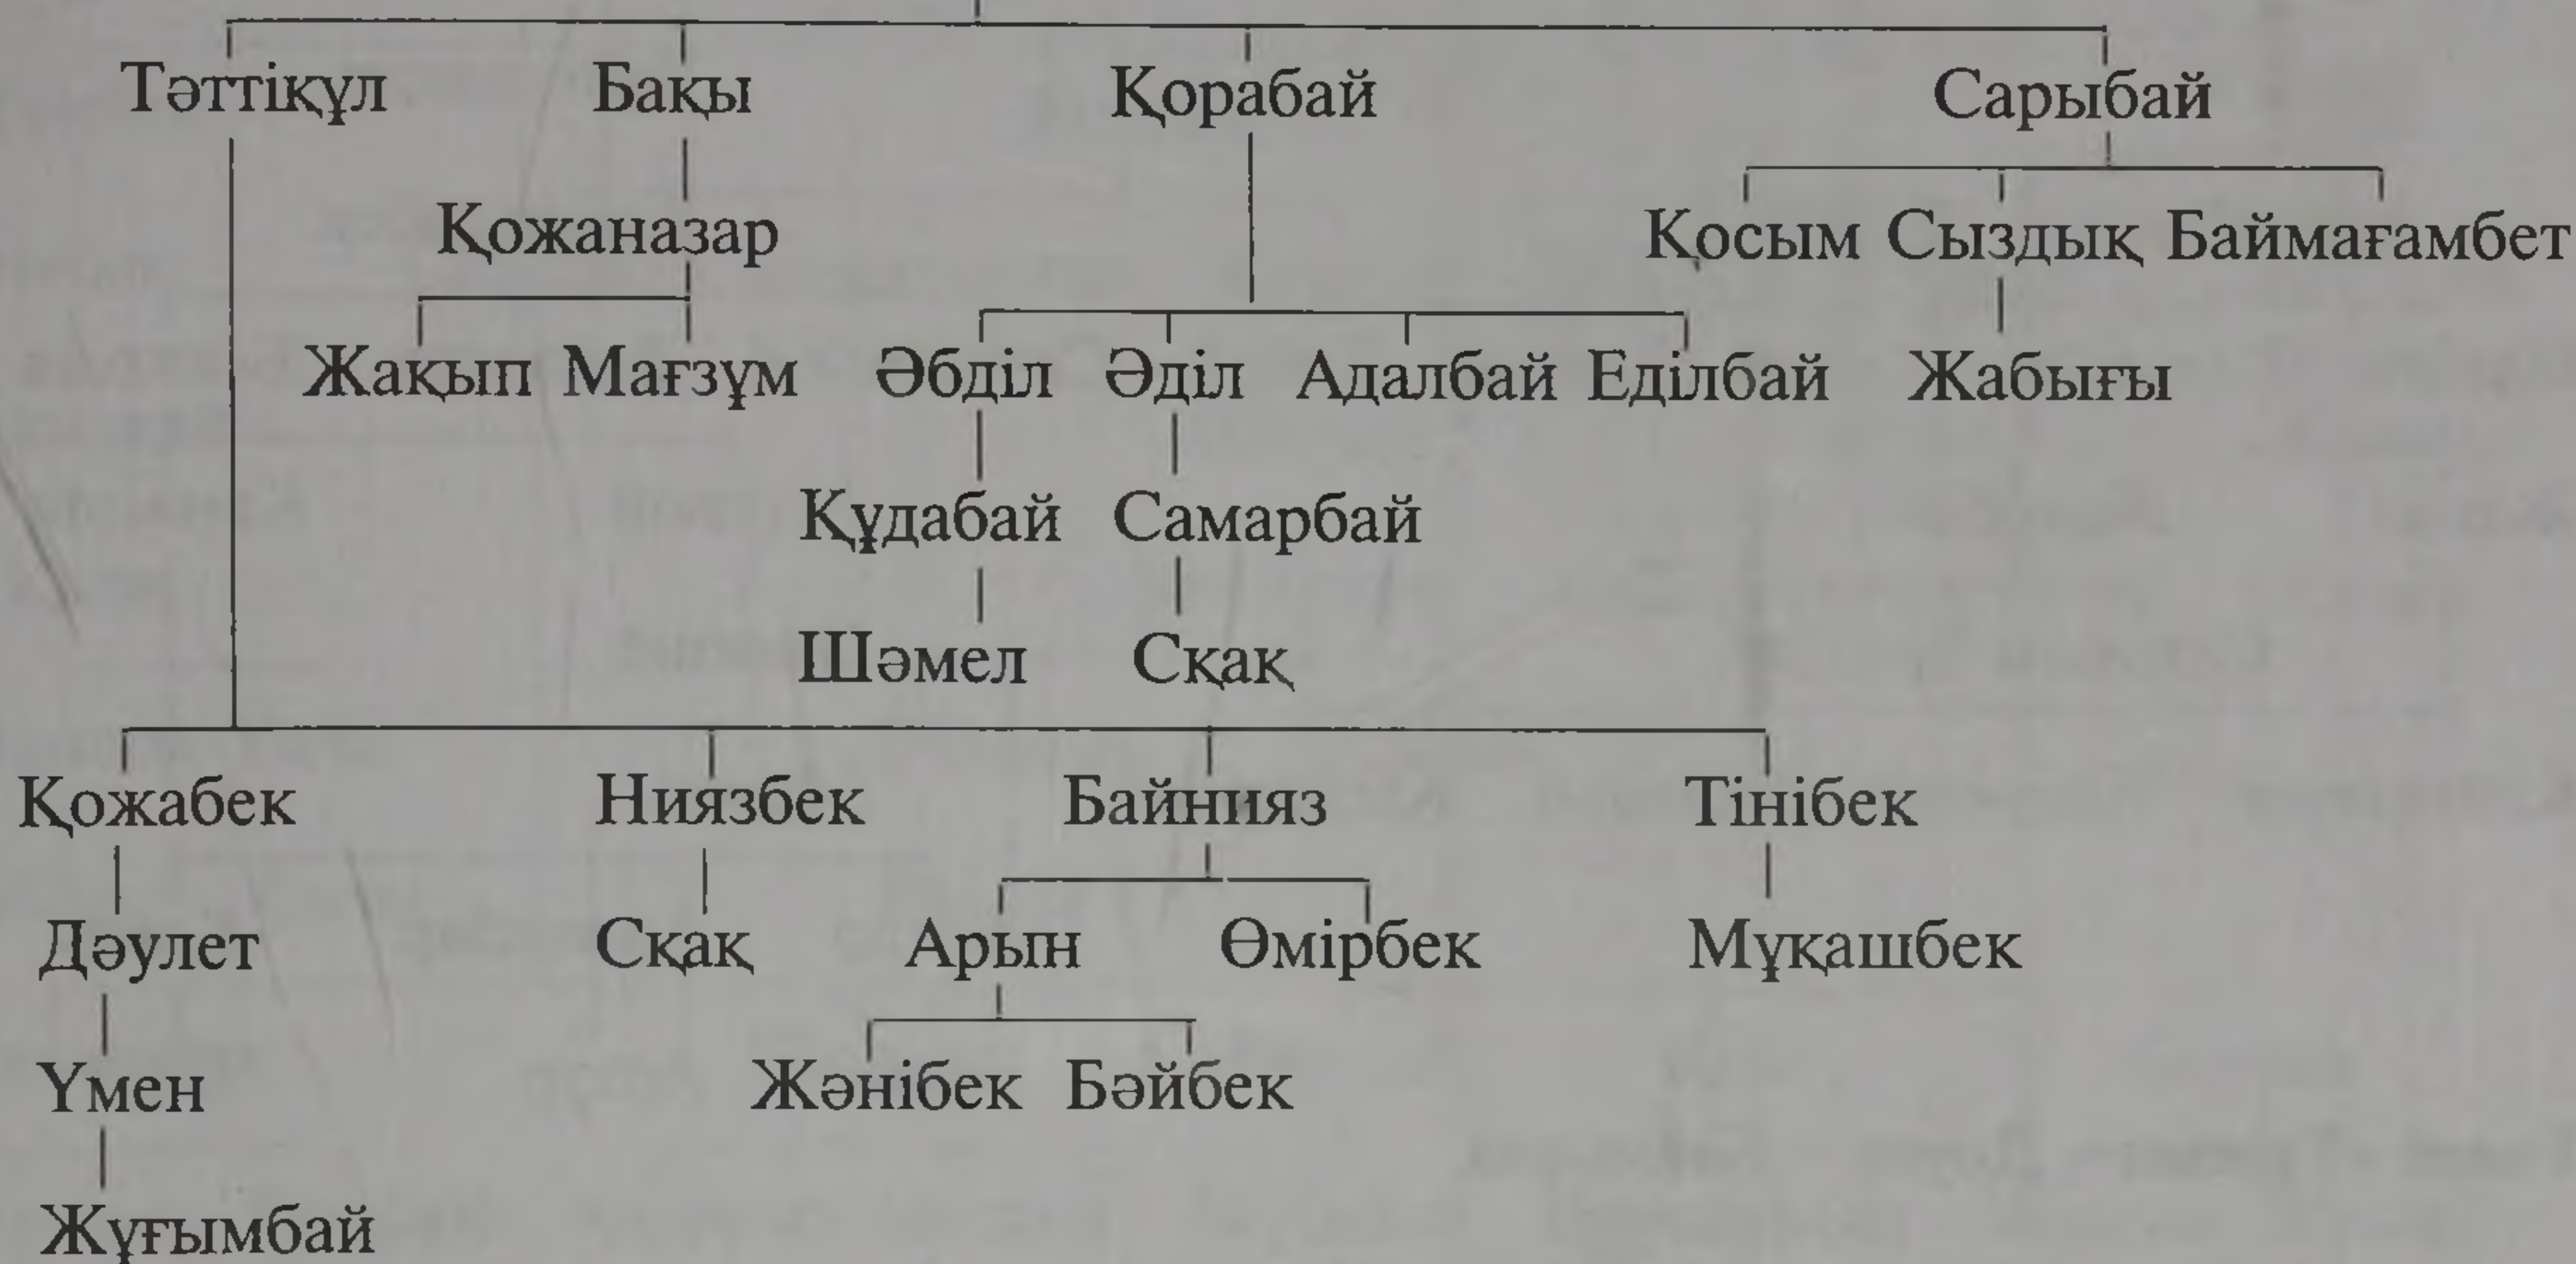 Тәттіқұл Бақы Қорабай Сарыбай
Қожаназар Қосым Сыздық Баймағамбет
Жақып Мағзұм Әбділ Әділ Адалбай Еділбай Жабығы
Құдабай Самарбай
Шәмел Сқақ
Қожабек Ниязбек Байнияз Тінібек
Дәулет Сқақ Арын Өмірбек Мұқашбек
Үмен Жәнібек Бәйбек
Жұғымбай